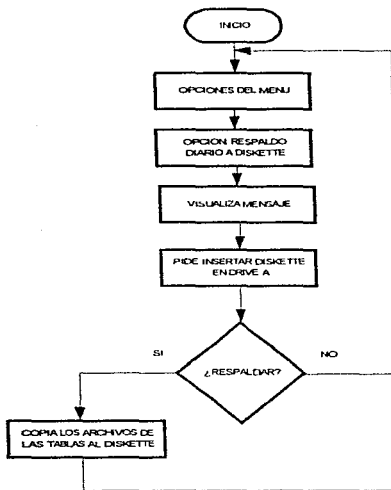 INICIO
OPCIONES DEL MENU
OPCION RESPALDO
DIARIO A DISKETTE
VISUALIZA MENSAJE
PIDE INSERTAR DISKETTE
EN DRIVE A
SI
¿RESPALDAR?
NO
COPIA LOS ARCHIVOS DE
LAS TABLAS AL DISKETTE